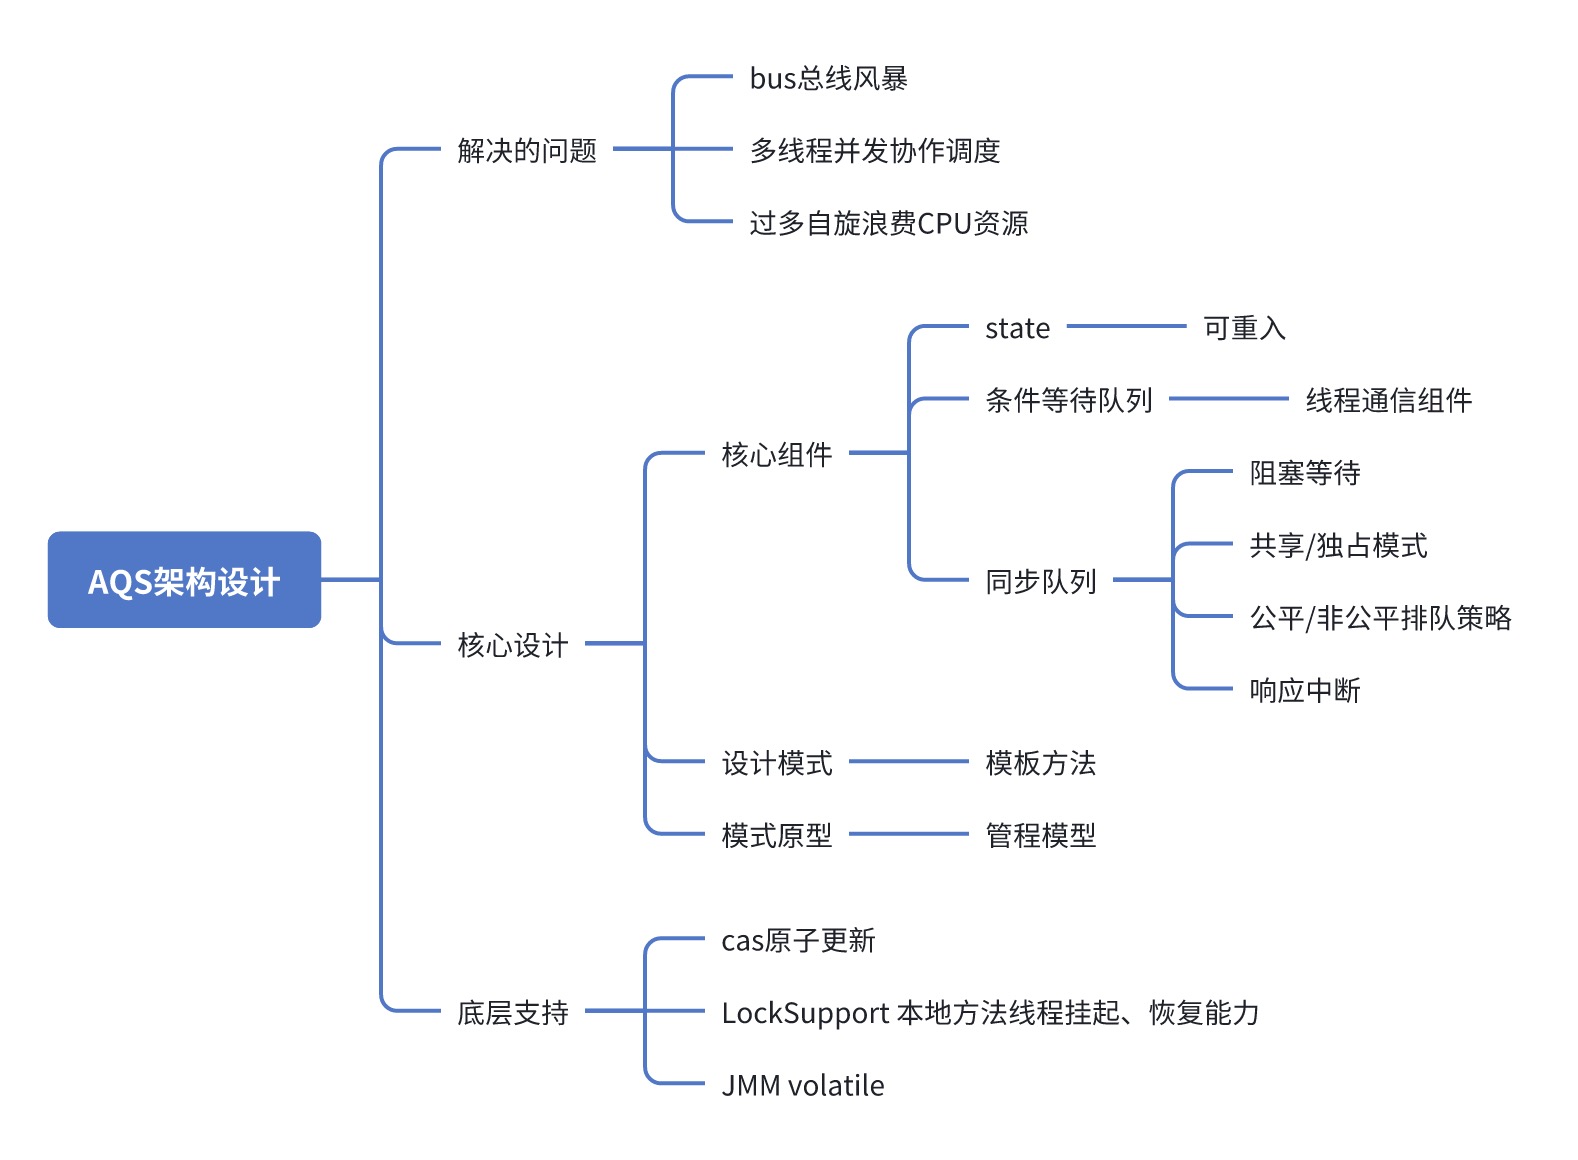 AQS架构设计
解决的问题
bus总线风暴
多线程并发协作调度
过多自旋浪费CPU资源
核心设计
核心组件
state
可重入
条件等待队列
线程通信组件
同步队列
阻塞等待
共享/独占模式
公平/非公平排队策略
响应中断
设计模式
模板方法
模式原型
管程模型
底层支持
cas原子更新
LockSupport 本地方法线程挂起、恢复能力
JMM volatile